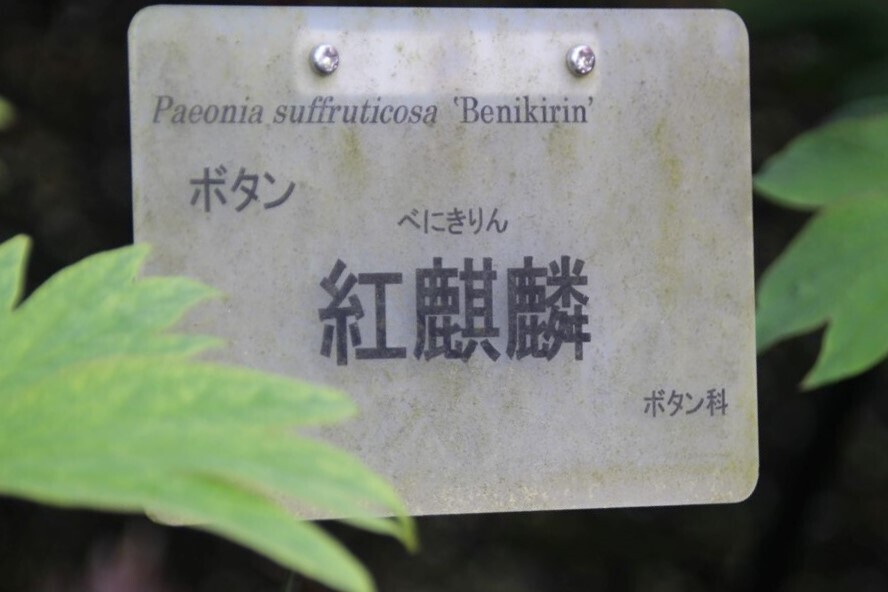 Paeonia suffruticosa 'Benikirin'
ボタン
べにきりん
紅麒麟
ボタン科